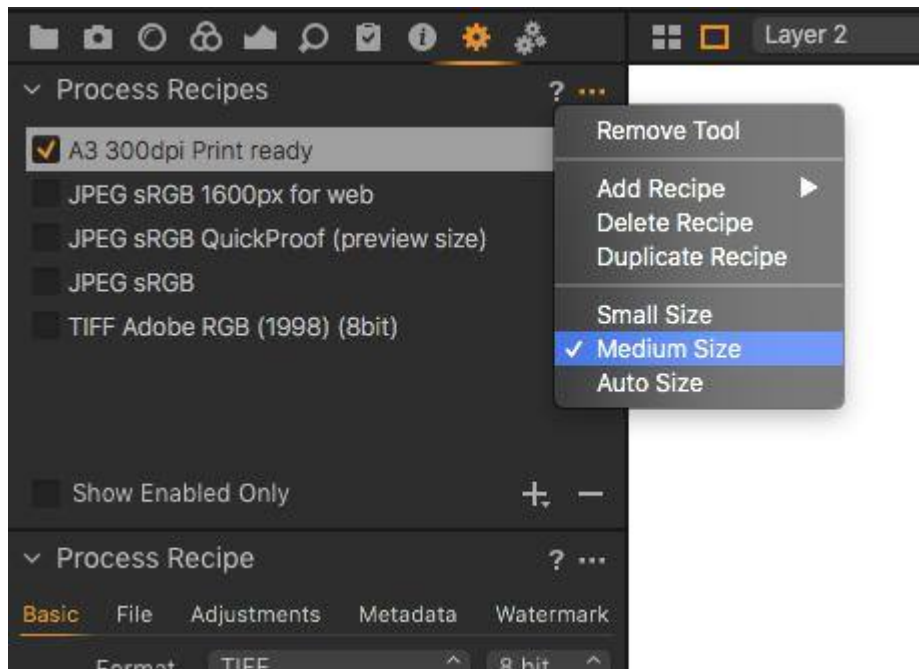 Layer 2
Process Recipes ? ...
A3 300dpi Print ready
JPEG sRGB 1600px for web
JPEG sRGB QuickProof (preview size)
JPEG sRGB
TIFF Adobe RGB (1998) (8bit)
Show Enabled Only
Remove Tool
Add Recipe
Delete Recipe
Duplicate Recipe
Small Size
Medium Size
Auto Size
Process Recipe ? ...
Basic File Adjustments Metadata Watermark
Format TIFF 8 bit